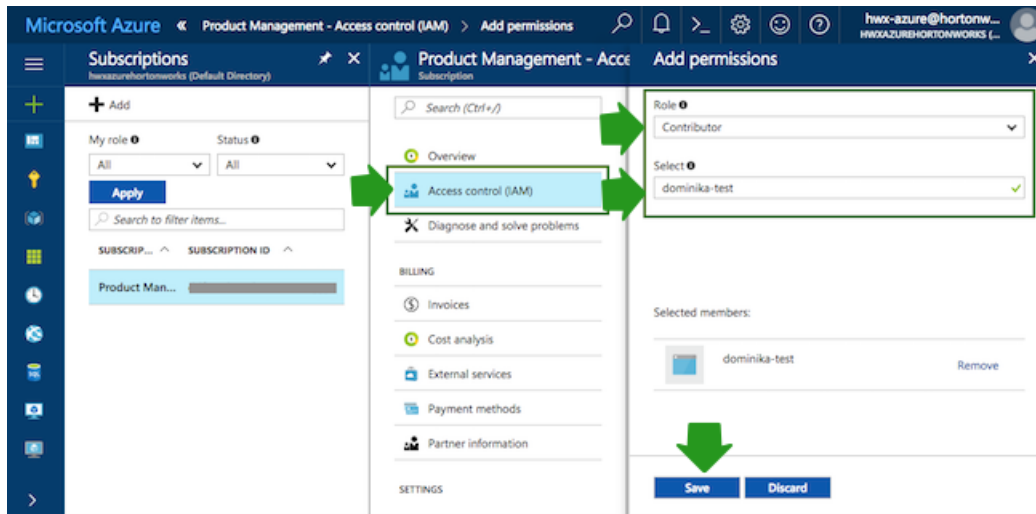 Microsoft Azure « Product Management - Access control (IAM) > Add permissions
hwx-azure@hortonw...
HWXAZUREHORTONWORKS (...
Subscriptions
hwxazurehortonworks (Default Directory)
Add
My role Status
All All
Apply
Search to filter items...
SUBSCRIP... SUBSCRIPTION ID
Product Man...
Product Management - Acce
Subscription
Search (Ctrl+/)
Overview
Access control (IAM)
Diagnose and solve problems
BILLING
Invoices
Cost analysis
External services
Payment methods
Partner information
SETTINGS
Add permissions
Role
Contributor
Select
dominika-test
Selected members:
dominika-test
Remove
Save Discard